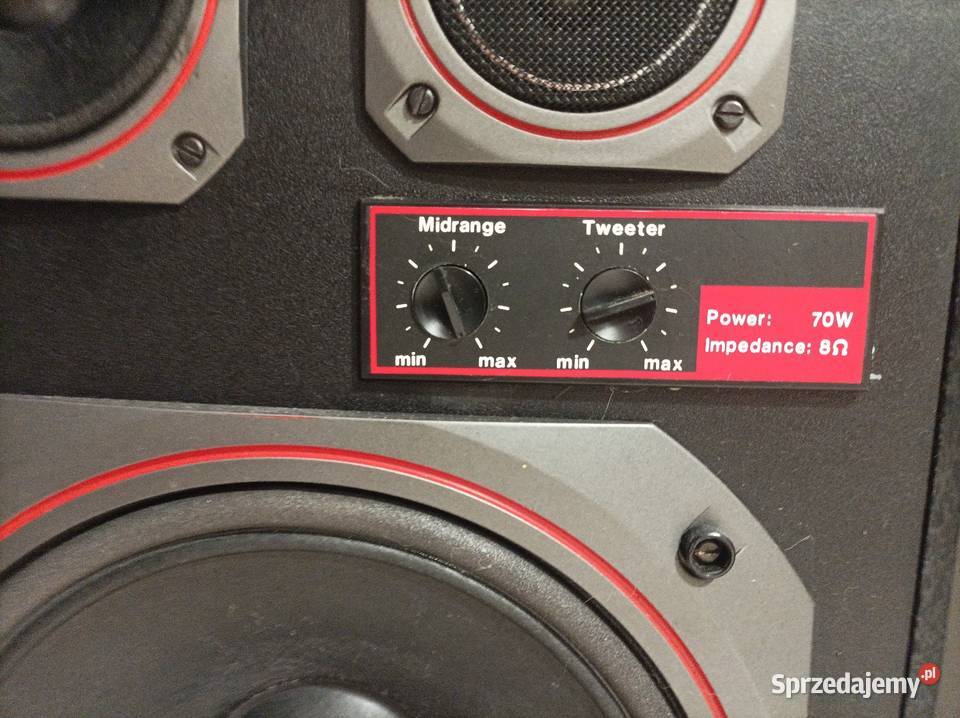 Midrange Tweeter
min max min max
Power: 70W
Impedance: 8Ω
Sprzedajemy.pl